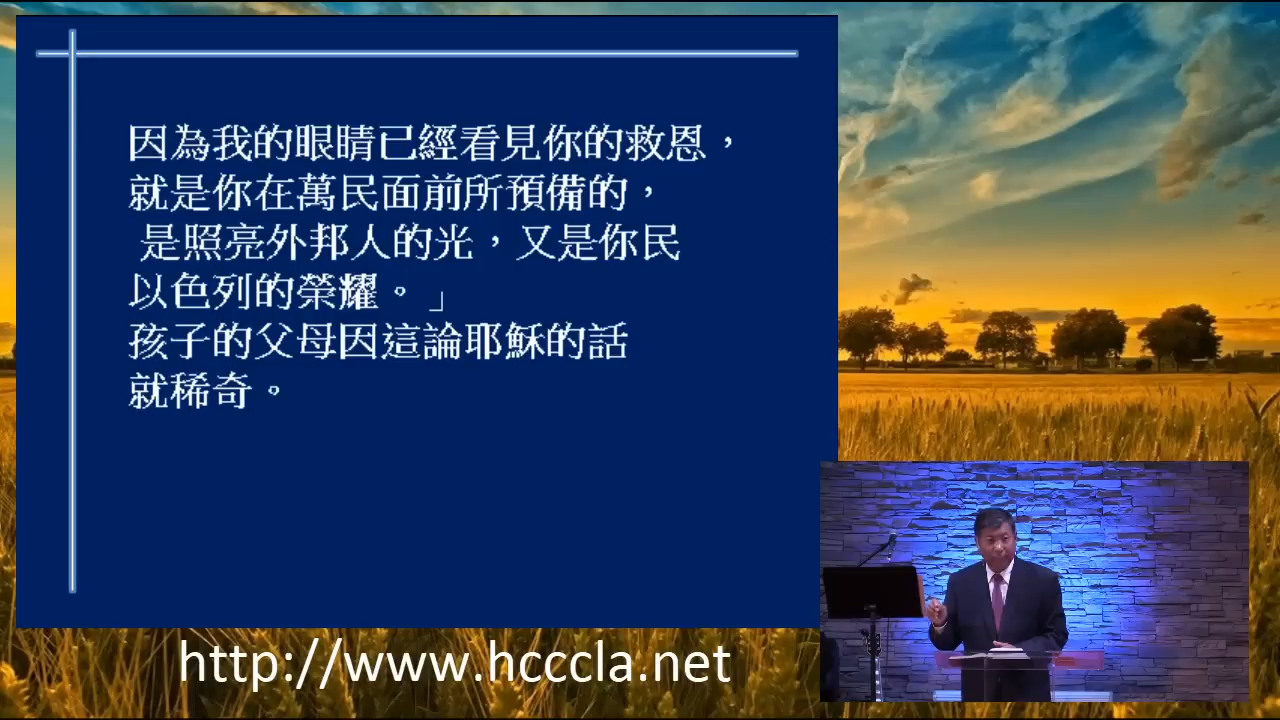 因為我的眼睛已經看見你的救恩，
就是你在萬民面前所預備的，
是照亮外邦人的光，又是你民
以色列的榮耀。」
孩子的父母因這論耶穌的話
就稀奇。
http://www.hcccla.net